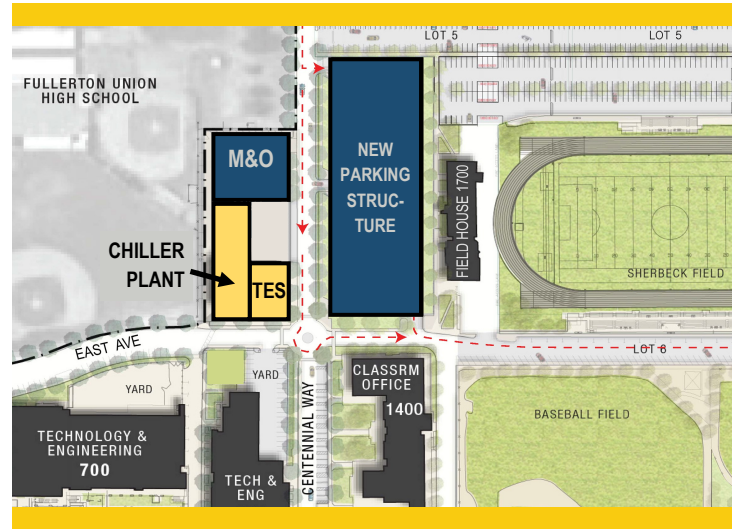 LOT 5
LOT 5
FULLERTON UNION
HIGH SCHOOL
M&O
NEW
PARKING
STRUC-
TURE
FIELD HOUSE 1700
CHILLER
PLANT
TES
SHERBECK FIELD
EAST AVE
LOT 6
YARD
YARD
CENTENNIAL WAY
CLASSRM
OFFICE
1400
BASEBALL FIELD
TECHNOLOGY &
ENGINEERING
700
TECH &
ENG